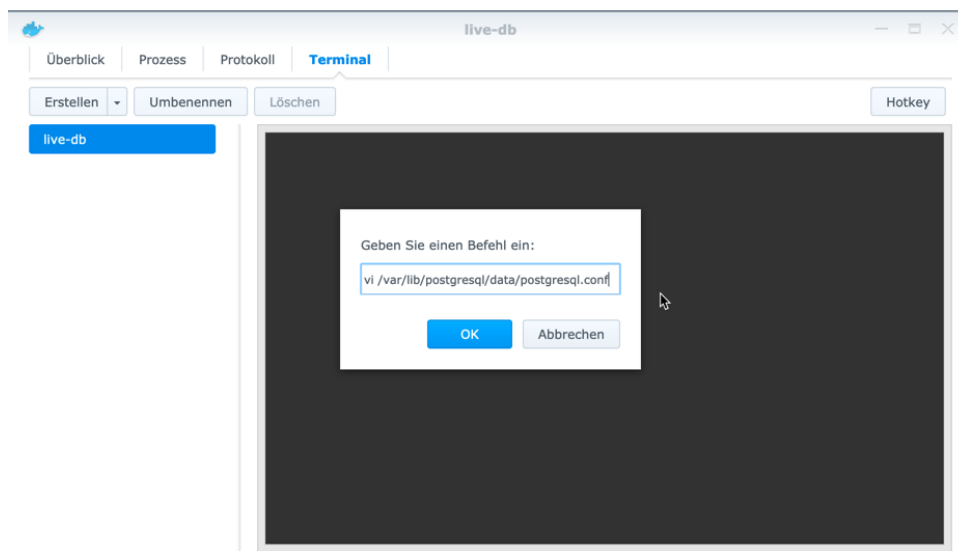 live-db
Überblick Prozess Protokoll Terminal
Erstellen Umbenennen Löschen Hotkey
live-db
Geben Sie einen Befehl ein:
vi /var/lib/postgresql/data/postgresql.conf
OK Abbrechen